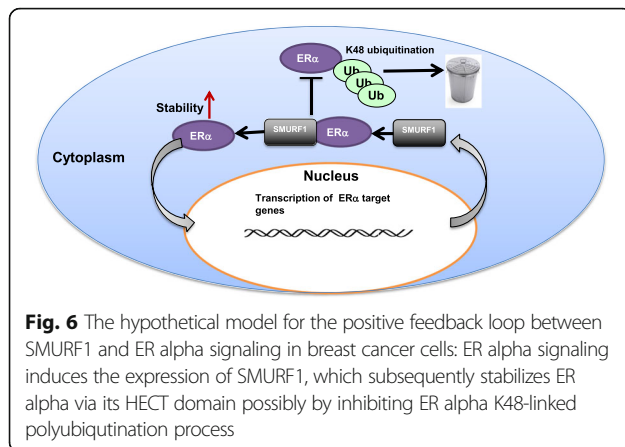 ERα
K48 ubiquitination
Ub
Ub
Ub
Stability
ERα
SMURF1
ERα
SMURF1
Cytoplasm
Nucleus
Transcription of ERα target
genes
Fig. 6 The hypothetical model for the positive feedback loop between
SMURF1 and ER alpha signaling in breast cancer cells: ER alpha signaling
induces the expression of SMURF1, which subsequently stabilizes ER
alpha via its HECT domain possibly by inhibiting ER alpha K48-linked
polyubiqutination process